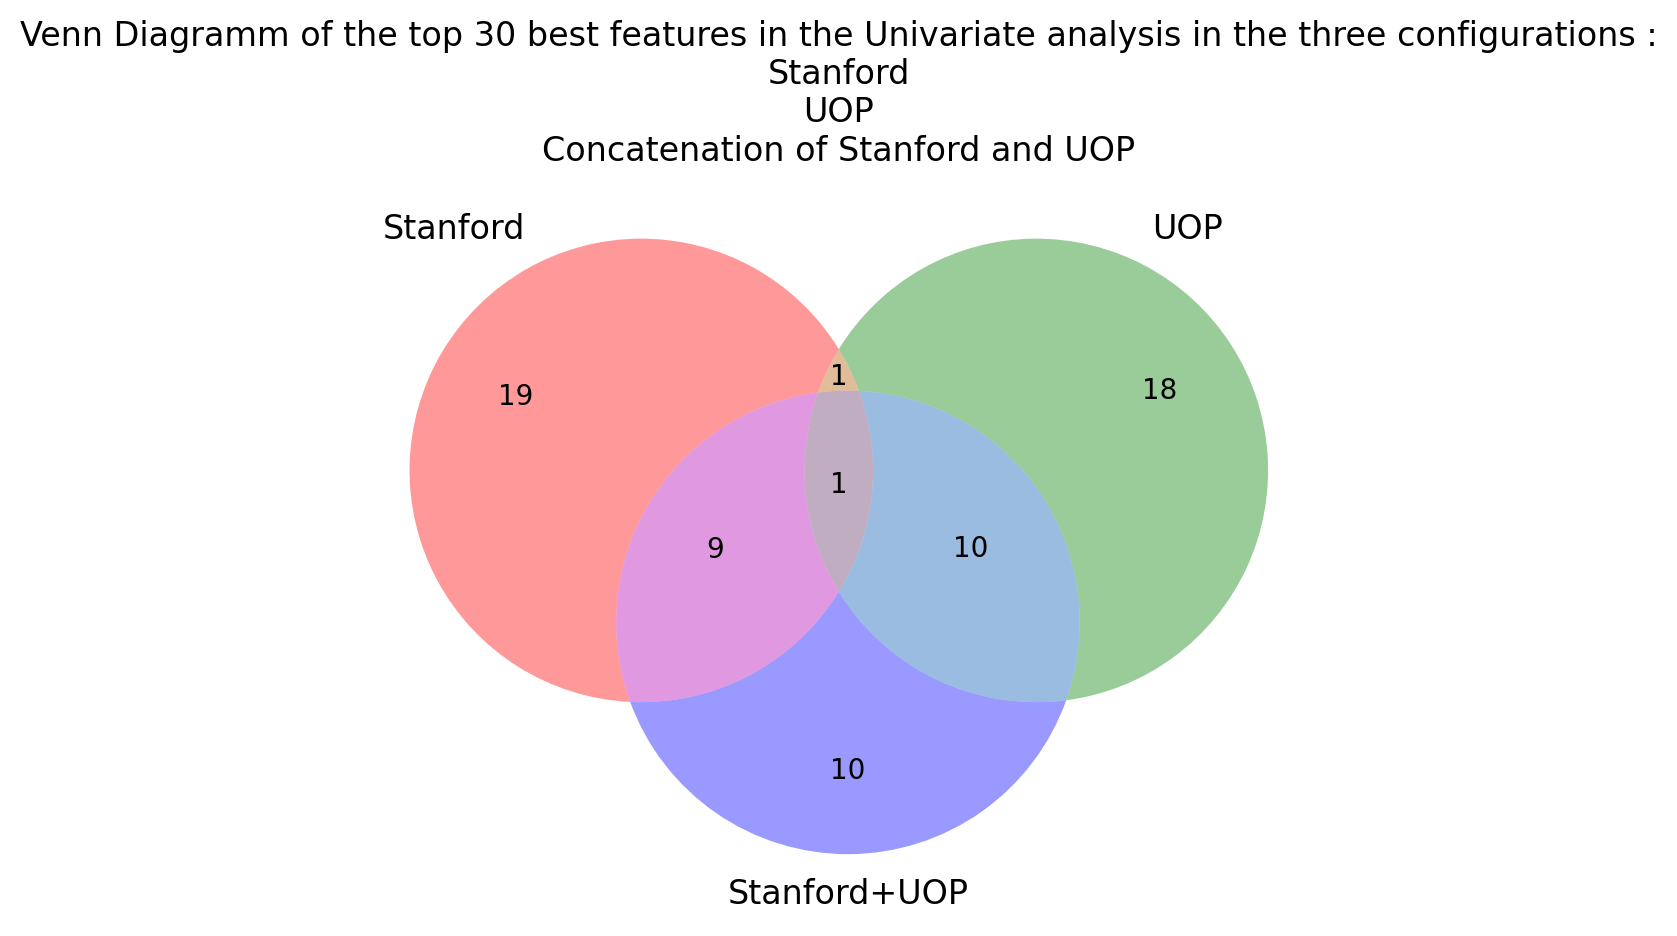 Venn Diagramm of the top 30 best features in the Univariate analysis in the three configurations :
Stanford
UOP
Concatenation of Stanford and UOP
Stanford
UOP
1
19
18
1
9
10
10
Stanford+UOP